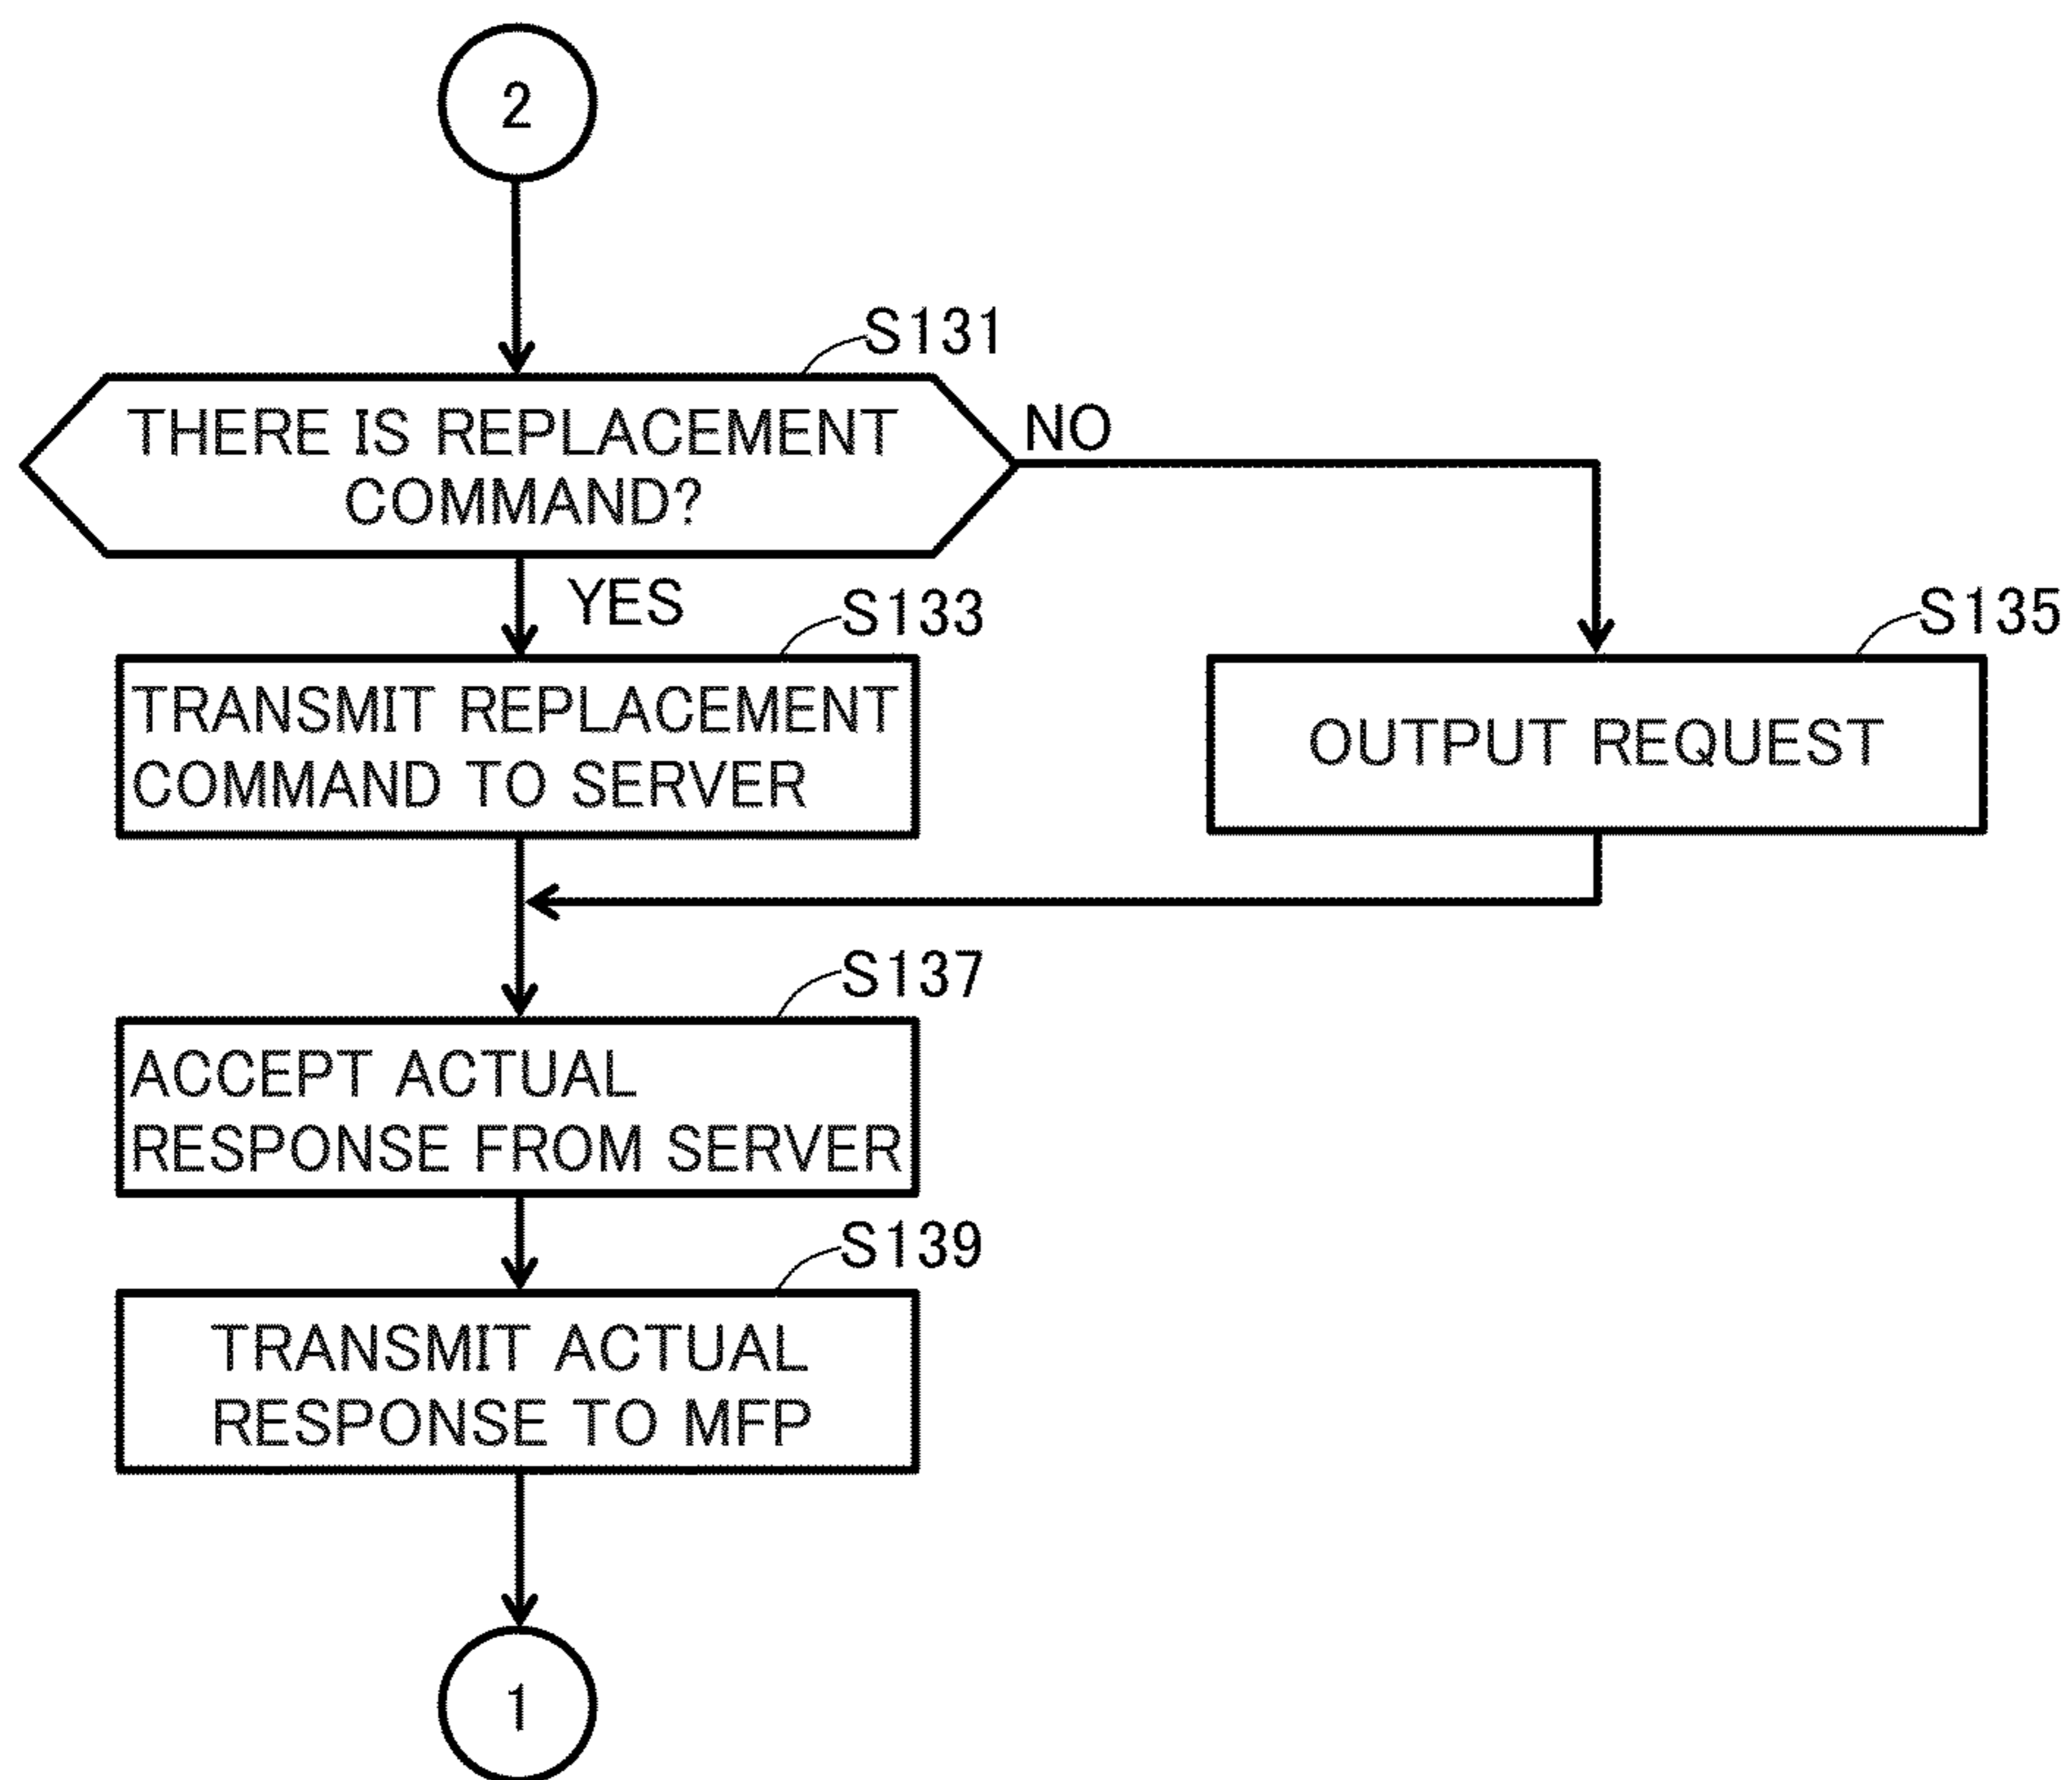 2
S131
THERE IS REPLACEMENT
COMMAND?
NO
YES
S133
TRANSMIT REPLACEMENT
COMMAND TO SERVER
S135
OUTPUT REQUEST
S137
ACCEPT ACTUAL
RESPONSE FROM SERVER
S139
TRANSMIT ACTUAL
RESPONSE TO MFP
1